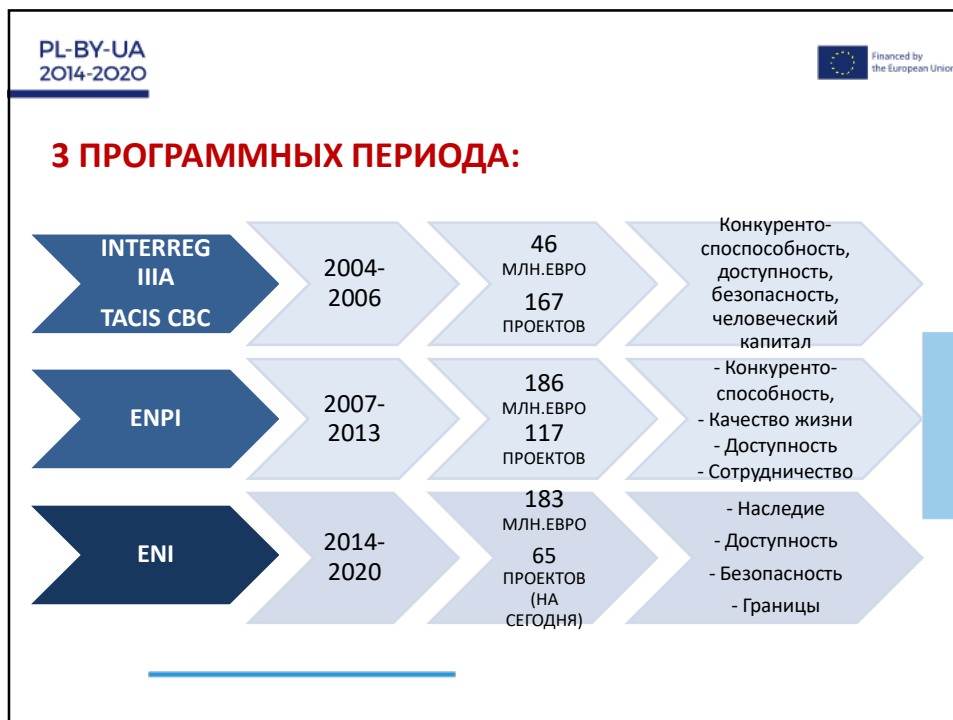 PL-BY-UA
2014-2020
Financed by
the European Union
3 ПРОГРАММНЫХ ПЕРИОДА:
INTERREG
IIIA
TACIS CBC
2004-
2006
46
МЛН.ЕВРО
167
ПРОЕКТОВ
Конкуренто-
споспособность,
доступность,
безопасность,
человеческий
капитал
ENPI
2007-
2013
186
МЛН.ЕВРО
117
ПРОЕКТОВ
- Конкуренто-
способность,
- Качество жизни
- Доступность
- Сотрудничество
ENI
2014-
2020
183
МЛН.ЕВРО
65
ПРОЕКТОВ
(НА
СЕГОДНЯ)
- Наследие
- Доступность
- Безопасность
- Границы